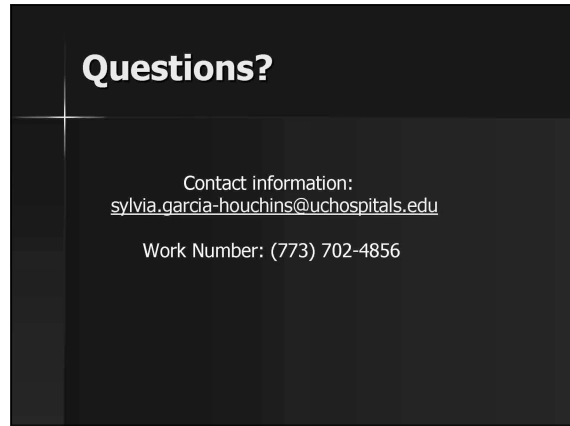 Questions?
Contact information:
sylvia.garcia-houchins@uchospitals.edu
Work Number: (773) 702-4856